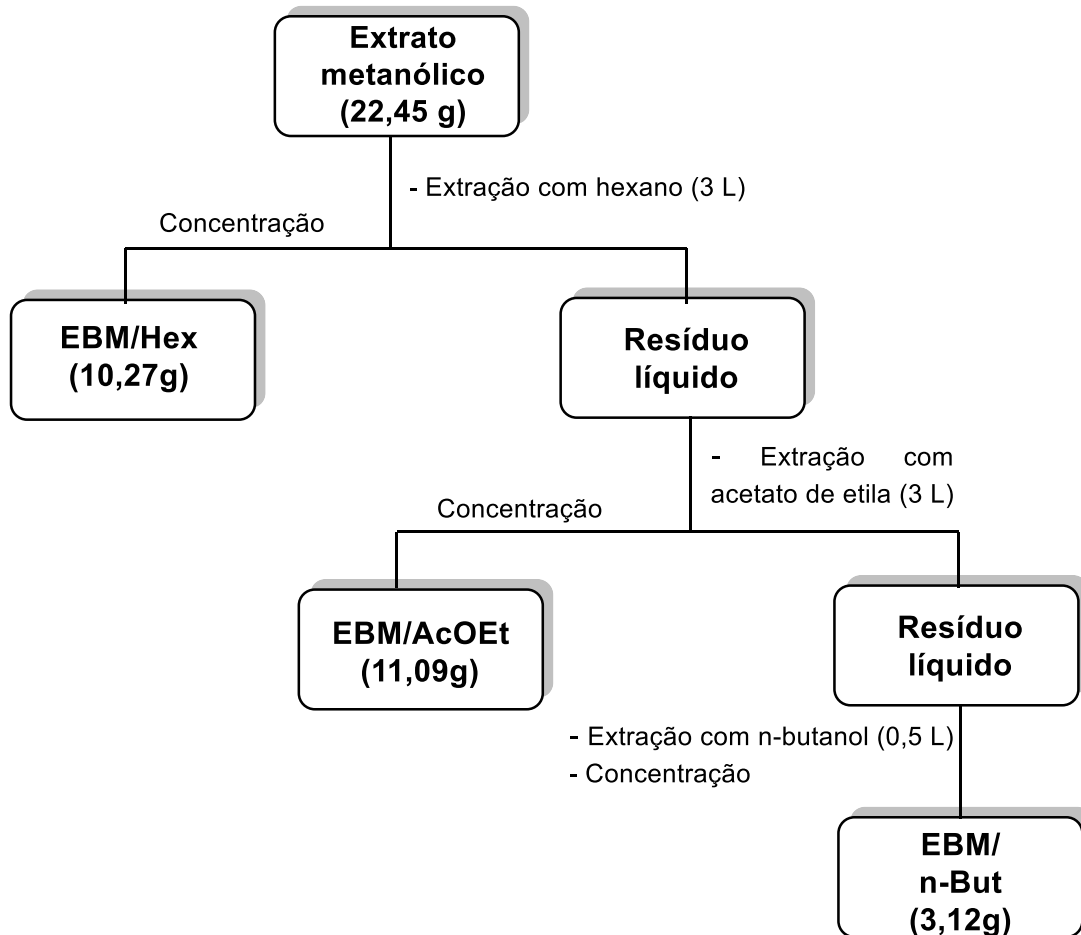 Extrato
metanólico
(22,45 g)
- Extração com hexano (3 L)
Concentração
EBM/Hex
(10,27g)
Resíduo
líquido
- Extração com
acetato de etila (3 L)
Concentração
EBM/AcOEt
(11,09g)
Resíduo
líquido
- Extração com n-butanol (0,5 L)
- Concentração
EBM/
n-But
(3,12g)